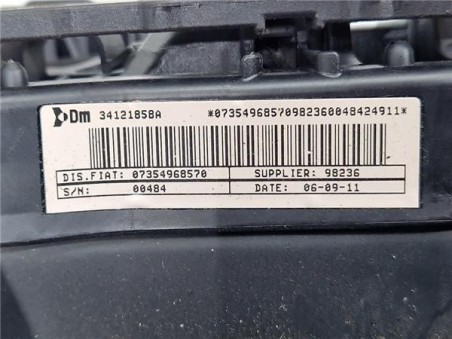 Dm 34121858A *07354968570982360048424911*
DIS.FIAT: 07354968570 SUPPLIER: 98236
S/N: 00484 DATE: 06-09-11